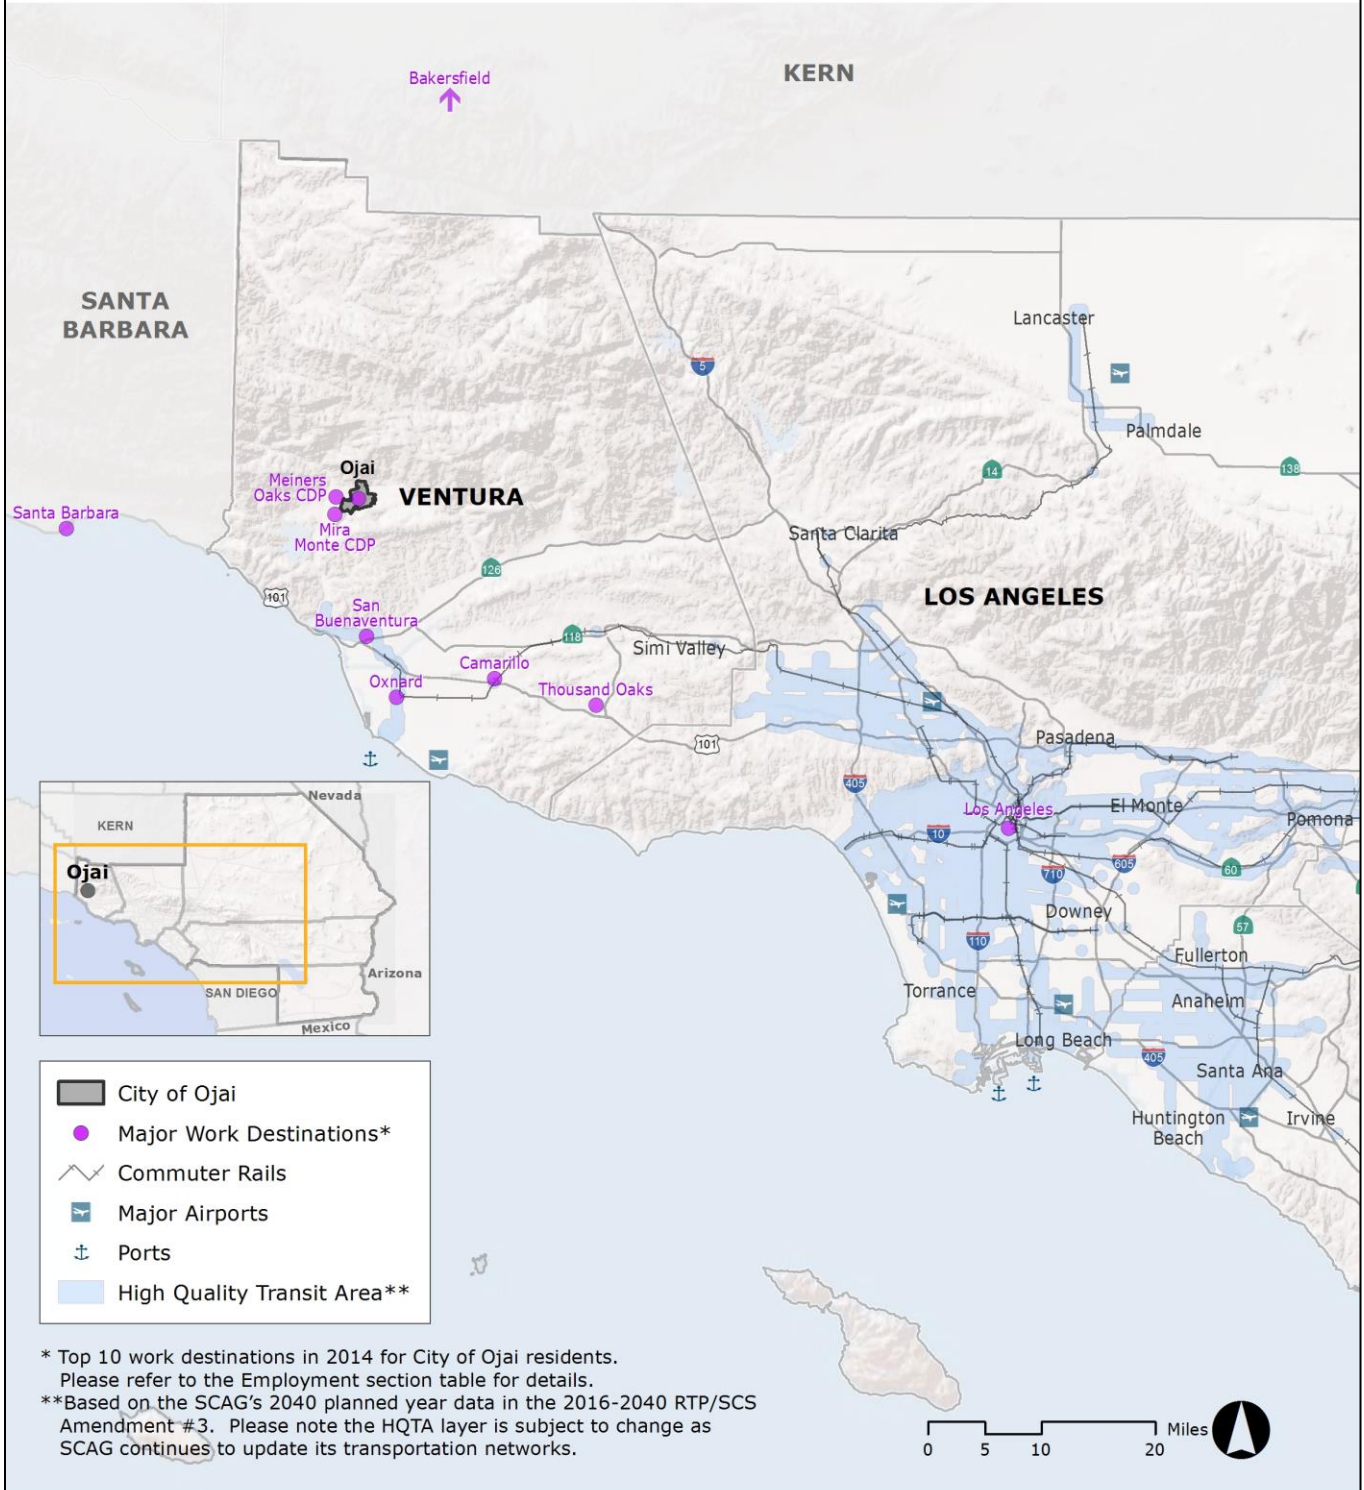 Bakersfield
KERN
SANTA
BARBARA
Lancaster
5
Palmdale
Ojai
Meiners
Oaks CDP
VENTURA
14
138
Santa Barbara
Mira
Monte CDP
Santa Clarita
126
101
LOS ANGELES
San
Buenaventura
118
Simi Valley
Camarillo
Oxnard
Thousand Oaks
101
Pasadena
405
Los Angeles
El Monte
Pomona
10
605
60
710
Downey
57
110
Fullerton
Torrance
Anaheim
Long Beach
405
Santa Ana
Huntington
Beach
Irvine
Nevada
KERN
Ojai
Arizona
SAN DIEGO
Mexico
City of Ojai
Major Work Destinations*
Commuter Rails
Major Airports
Ports
High Quality Transit Area**
* Top 10 work destinations in 2014 for City of Ojai residents.
Please refer to the Employment section table for details.
**Based on the SCAG's 2040 planned year data in the 2016-2040 RTP/SCS
Amendment #3. Please note the HQTA layer is subject to change as
SCAG continues to update its transportation networks.
Miles
0 5 10 20